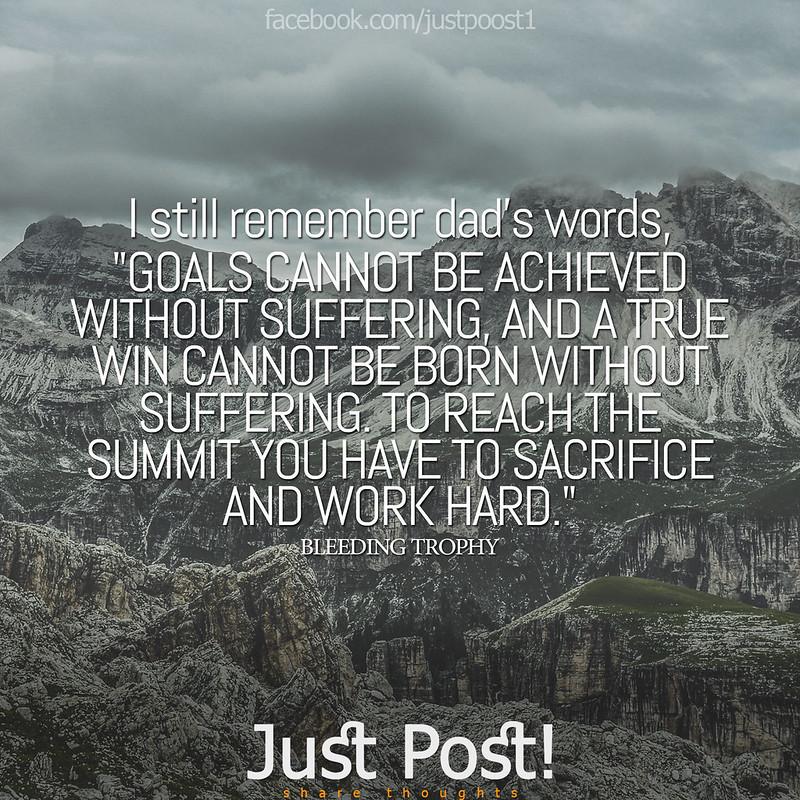 facebook.com/justpoost1
I still remember dad's words,
"GOALS CANNOT BE ACHIEVED
WITHOUT SUFFERING, AND A TRUE
WIN CANNOT BE BORN WITHOUT
SUFFERING. TO REACH THE
SUMMIT YOU HAVE TO SACRIFICE
AND WORK HARD."
BLEEDING TROPHY
Just Post!
share thoughts